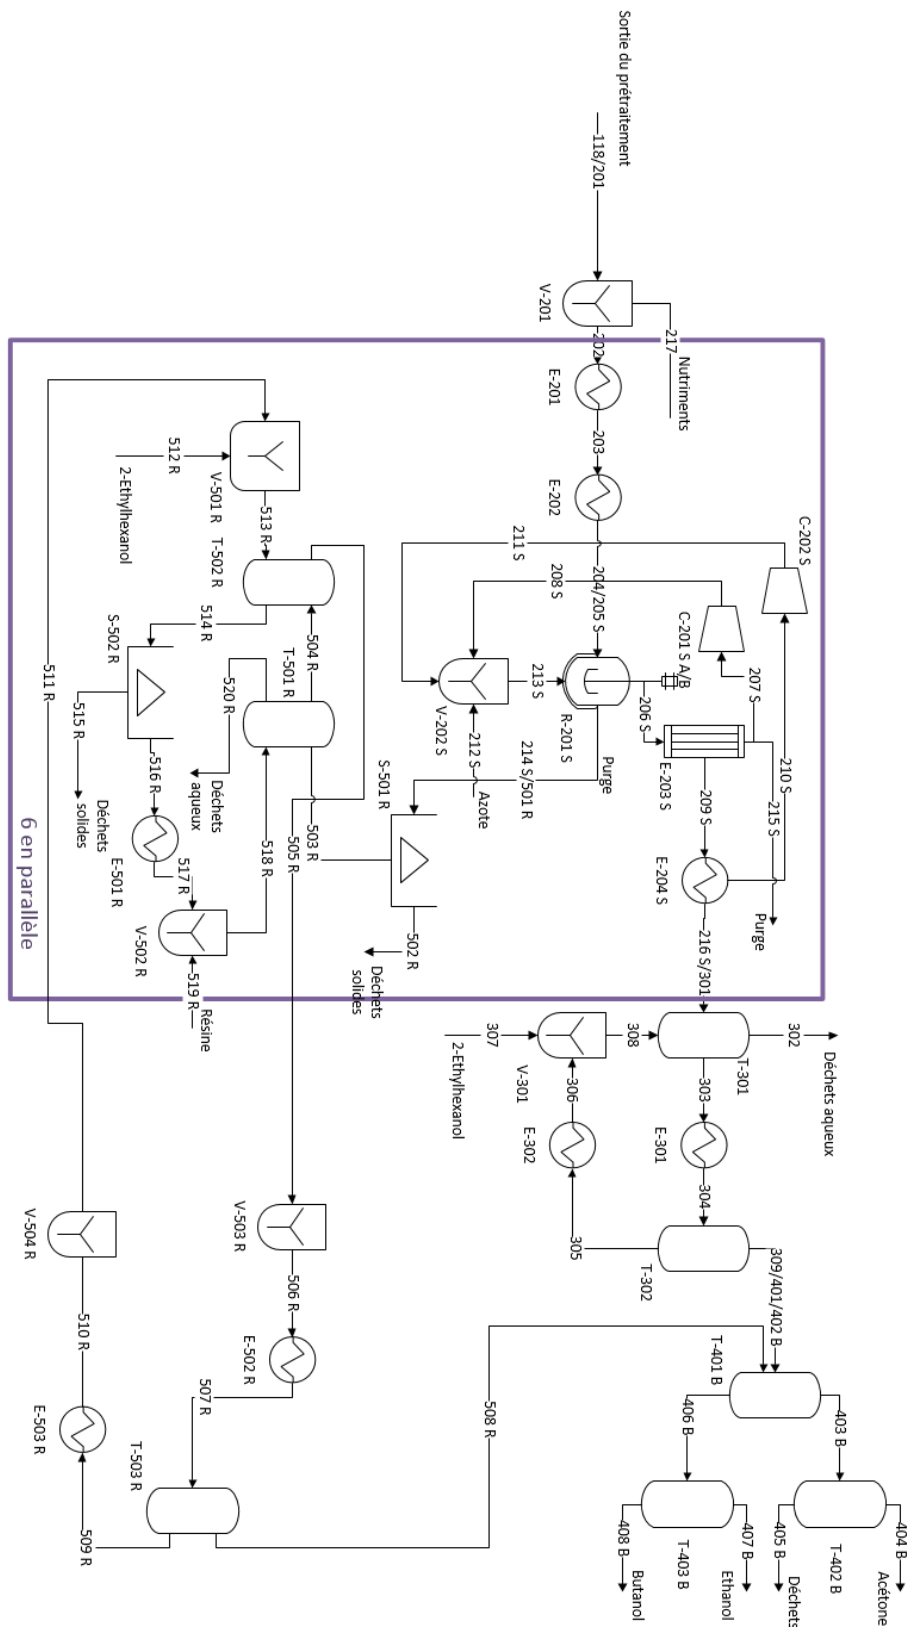 Sortie du prétraitement
118/201
V-201
217
Nutriments
202
E-201
203
E-202
204/205 S
C-202 S
211 S
208 S
C-201 S A/B
207 S
206 S
213 S
R-201 S
V-202 S
212 S
Azote
E-203 S
210 S
215 S
Purge
209 S
E-204 S
216 S/301
Purge
214 S/501 R
S-501 R
502 R
Déchets
solides
503 R
505 R
511 R
512 R
2-Ethylhexanol
V-501 R
513 R
T-502 R
504 R
514 R
S-502 R
515 R
Déchets
solides
516 R
E-501 R
517 R
V-502 R
519 R
Résine
518 R
T-501 R
520 R
Déchets
aqueux
6 en parallèle
T-301
302
Déchets aqueux
303
E-301
304
T-302
305
E-302
306
V-301
307
2-Ethylhexanol
308
309/401/402 B
T-401 B
403 B
T-402 B
404 B
Acétone
405 B
Déchets
406 B
T-403 B
407 B
Ethanol
408 B
Butanol
V-503 R
506 R
E-502 R
507 R
T-503 R
508 R
509 R
E-503 R
510 R
V-504 R